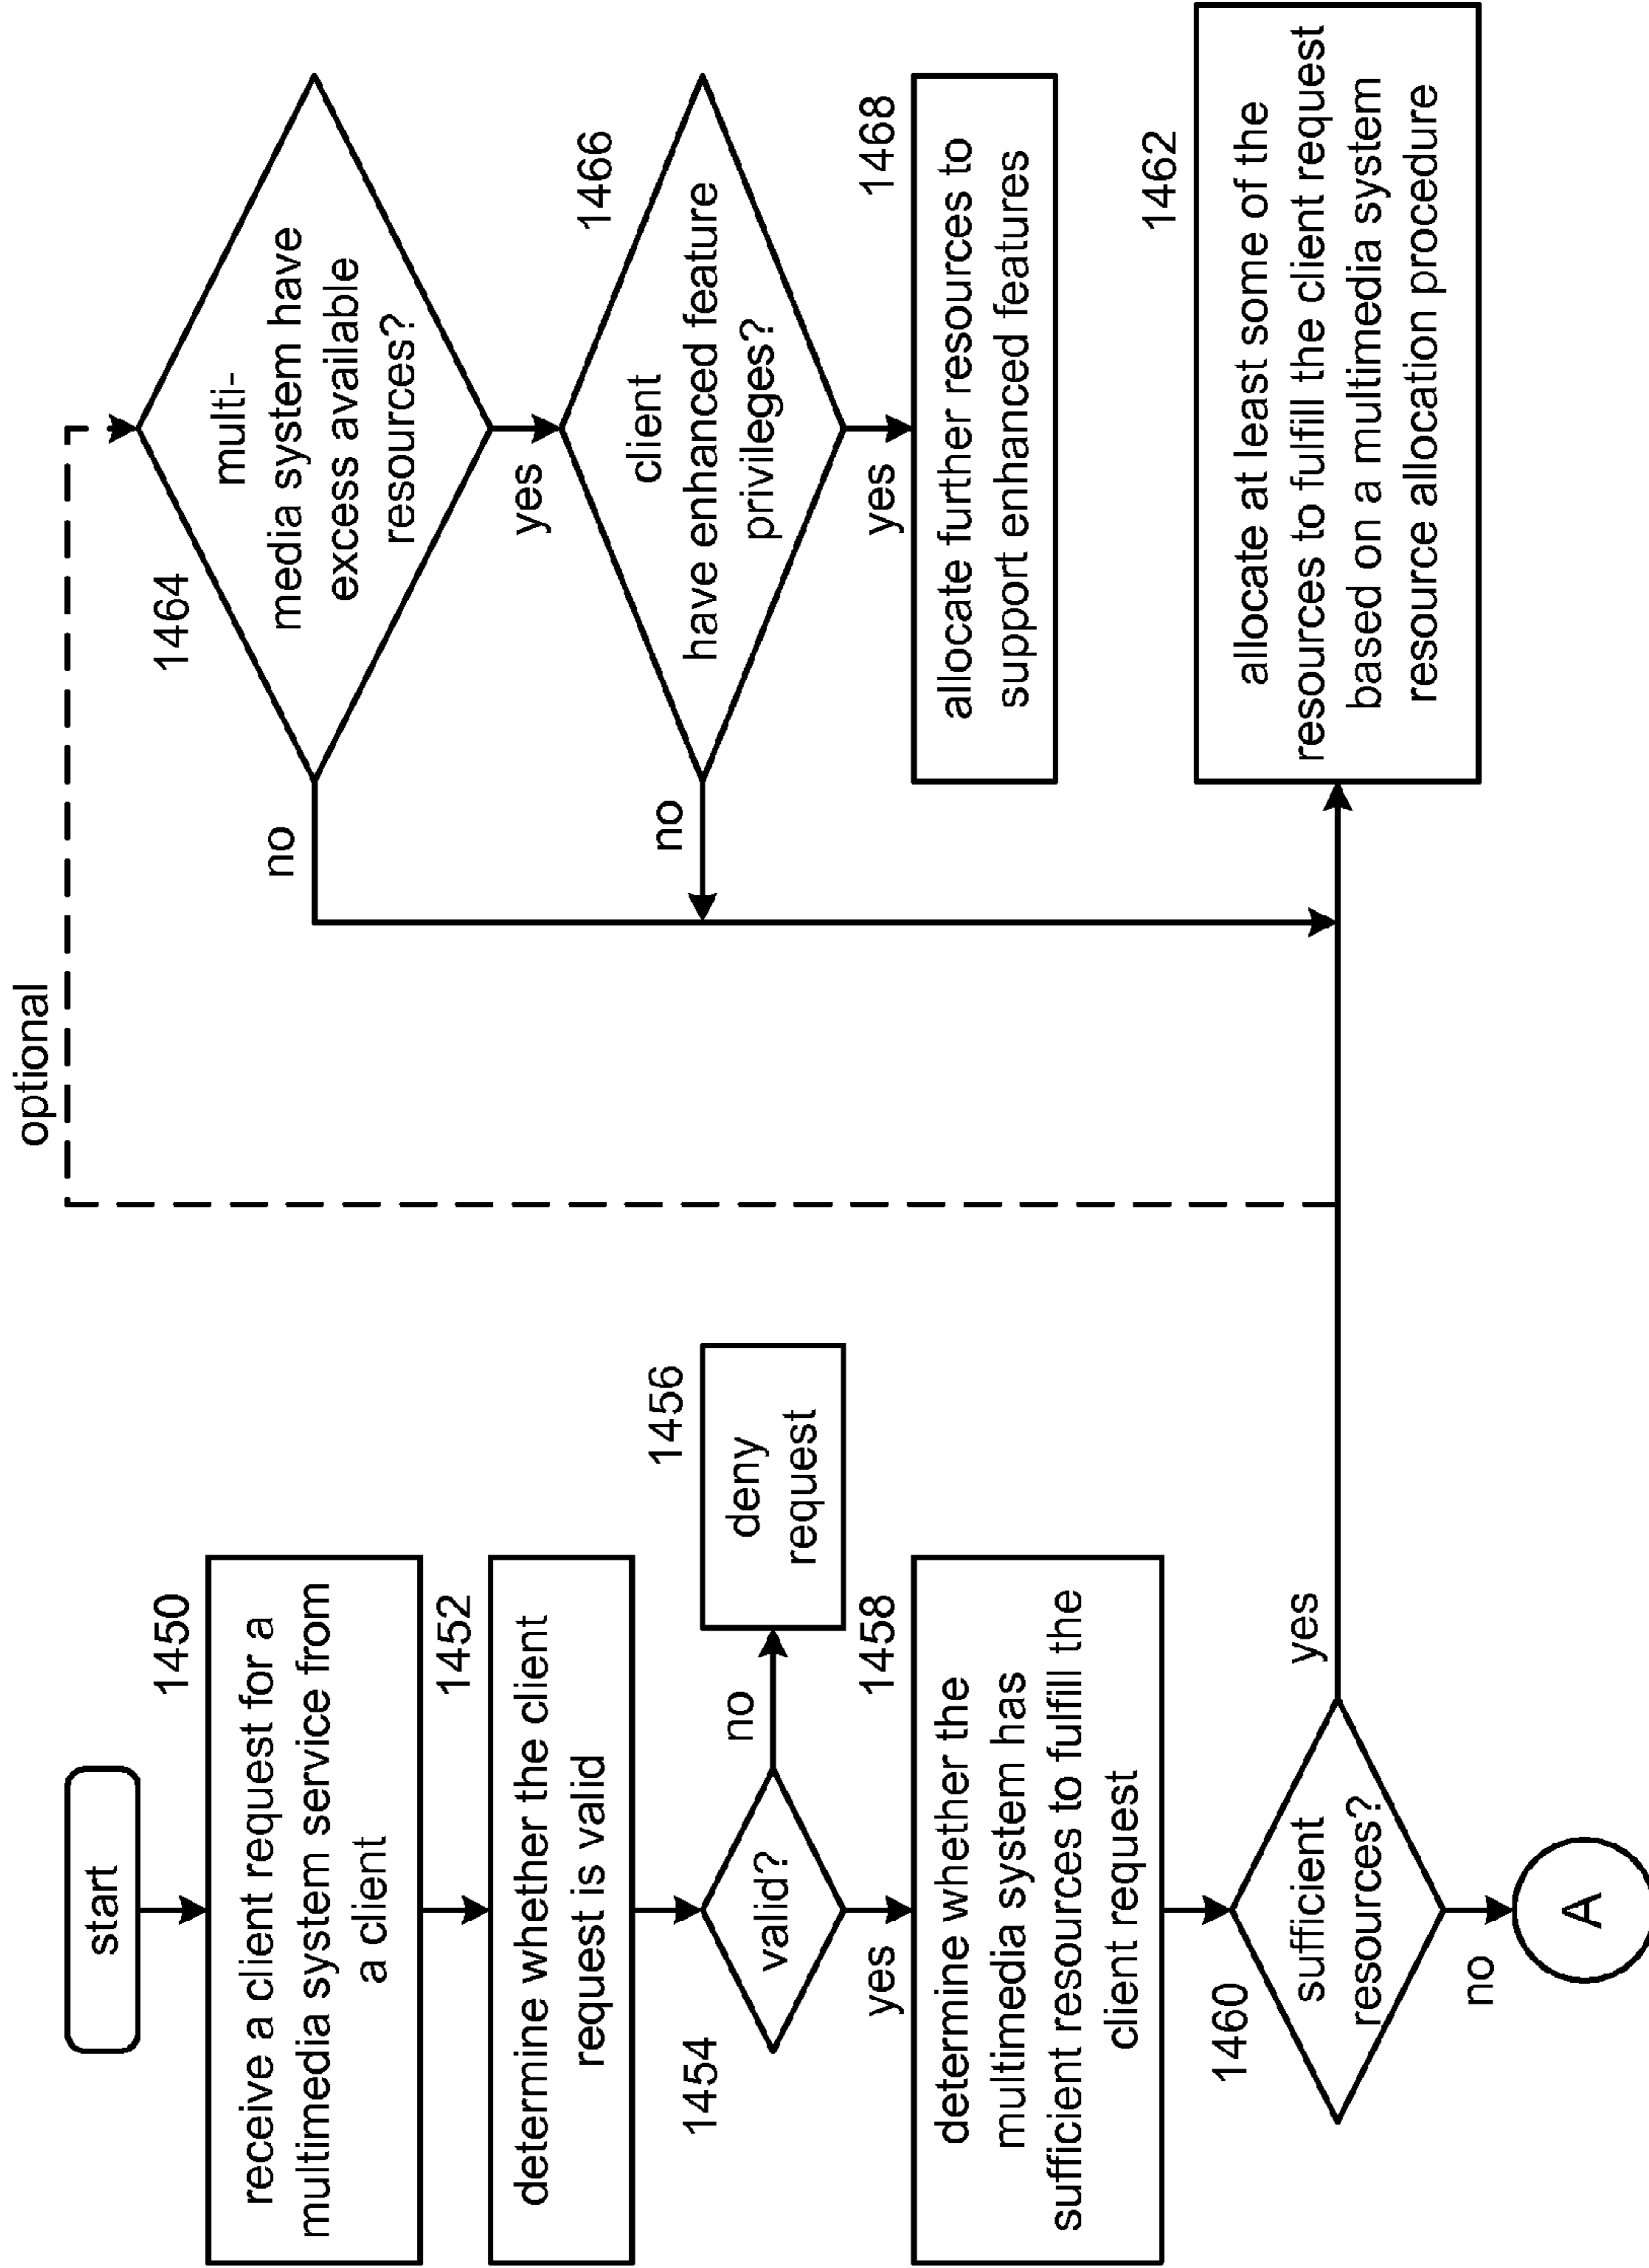 start
1450
receive a client request for a
multimedia system service from
a client
1452
determine whether the client
request is valid
1454
valid?
no
1456
deny
request
yes
1458
determine whether the
multimedia system has
sufficient resources to fulfill the
client request
1460
sufficient
resources?
yes
no
A
optional
1464
multi-
media system have
excess available
resources?
no
yes
1466
client
have enhanced feature
privileges?
no
yes
1468
allocate further resources to
support enhanced features
1462
allocate at least some of the
resources to fulfill the client request
based on a multimedia system
resource allocation procedure